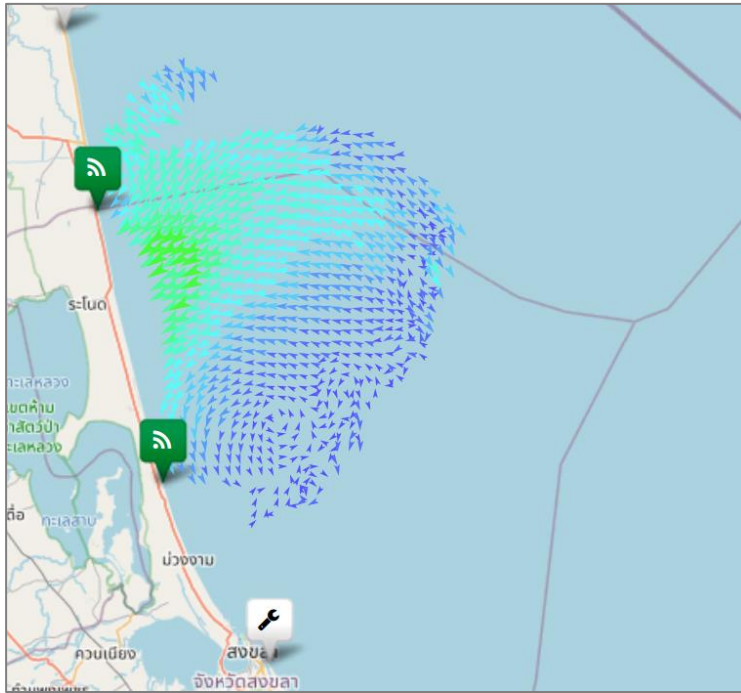 ระโนด
ทะเลหลวง
เขตห้าม
าสัตว์ป่า
ทะเลหลวง
ทะเลสาบ
ม่วงงาม
ควนเนียง
สงขลา
จังหวัดสงขลา